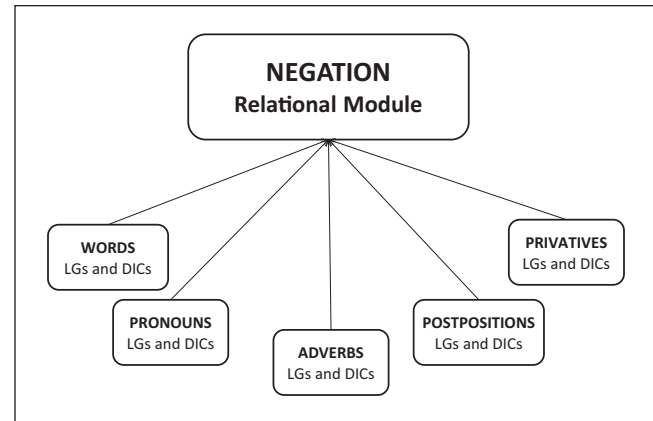 NEGATION
Relational Module
WORDS
LGs and DICs
PRONOUNS
LGs and DICs
ADVERBS
LGs and DICs
POSTPOSITIONS
LGs and DICs
PRIVATIVES
LGs and DICs